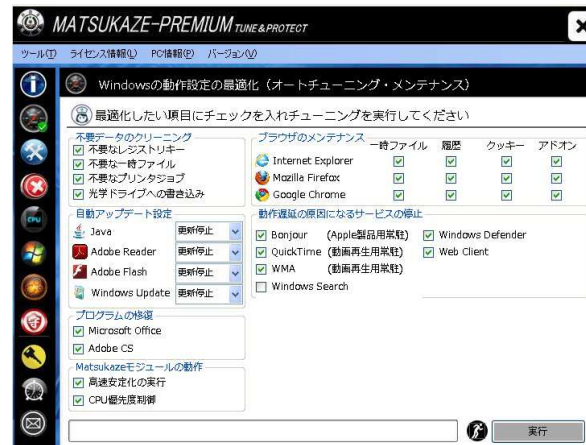 MATSUKAZE-PREMIUM TUNE & PROTECT
ツール(T) ライセンス情報(L) PC情報(P) バージョン(V)
Windowsの動作設定の最適化（オートチューニング・メンテナンス）
最適化したい項目にチェックを入れチューニングを実行してください
不要データのクリーニング
不要なレジストリキー
不要な一時ファイル
不要なプリンタジョブ
光学ドライブへの書き込み
ブラウザのメンテナンス
一時ファイル 履歴 クッキー アドオン
Internet Explorer
Mozilla Firefox
Google Chrome
自動アップデート設定
Java 更新停止
Adobe Reader 更新停止
Adobe Flash 更新停止
Windows Update 更新停止
動作遅延の原因になるサービスの停止
Bonjour (Apple製品用常駐) Windows Defender
QuickTime (動画再生用常駐) Web Client
WMA (動画再生用常駐)
Windows Search
プログラムの修復
Microsoft Office
Adobe CS
Matsukazeモジュールの動作
高速安定化の実行
CPU優先度制御
CPU
実行